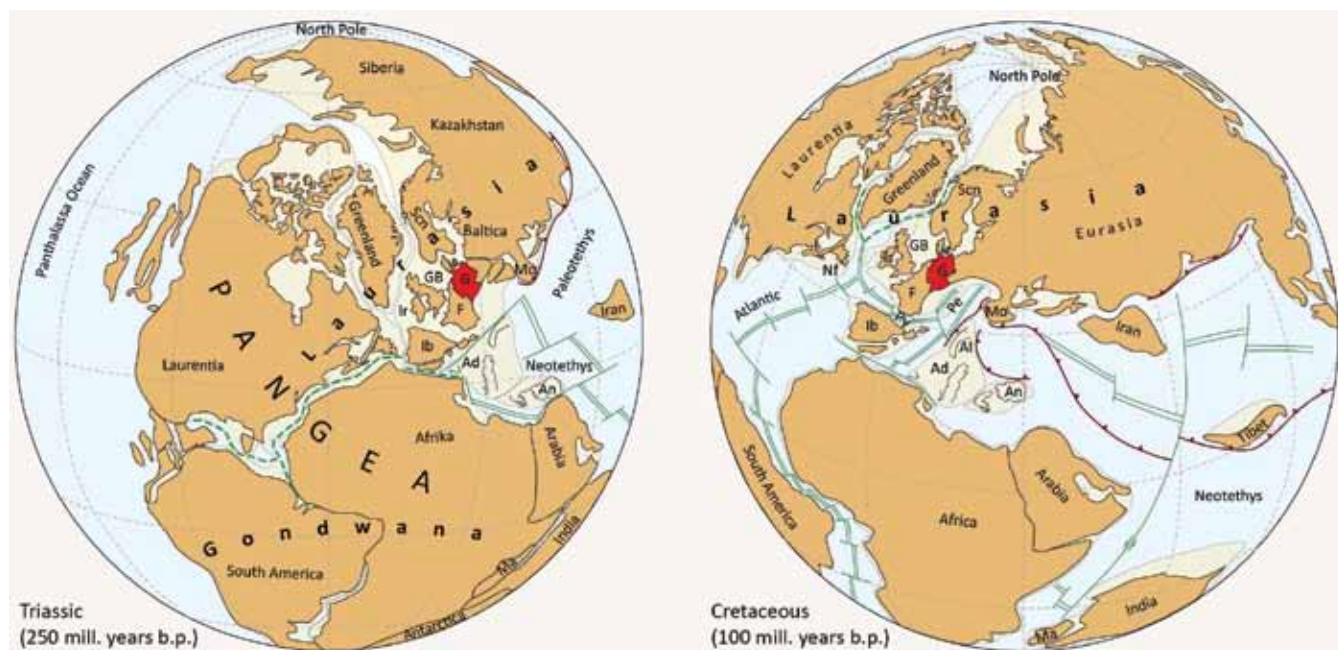 North Pole
Siberia
Kazakhstan
Panthalassa Ocean
Greenland
Scn
Baltica
Paleotethys
GB
G
Mo
Ir
F
Iran
PANGEA
Laurasia
Laurentia
Ib
Ad
Neotethys
An
Afrika
Arabia
Gondwana
India
South America
Ma
Antarctica
Triassic
(250 mill. years b.p.)
North Pole
Laurentia
Greenland
Scn
Laurasia
Eurasia
GB
Ir
G
Nf
F
Atlantic
Pe
Ib
Mo
Iran
Al
Ad
An
Tibet
South America
Arabia
Africa
Neotethys
India
Ma
Cretaceous
(100 mill. years b.p.)